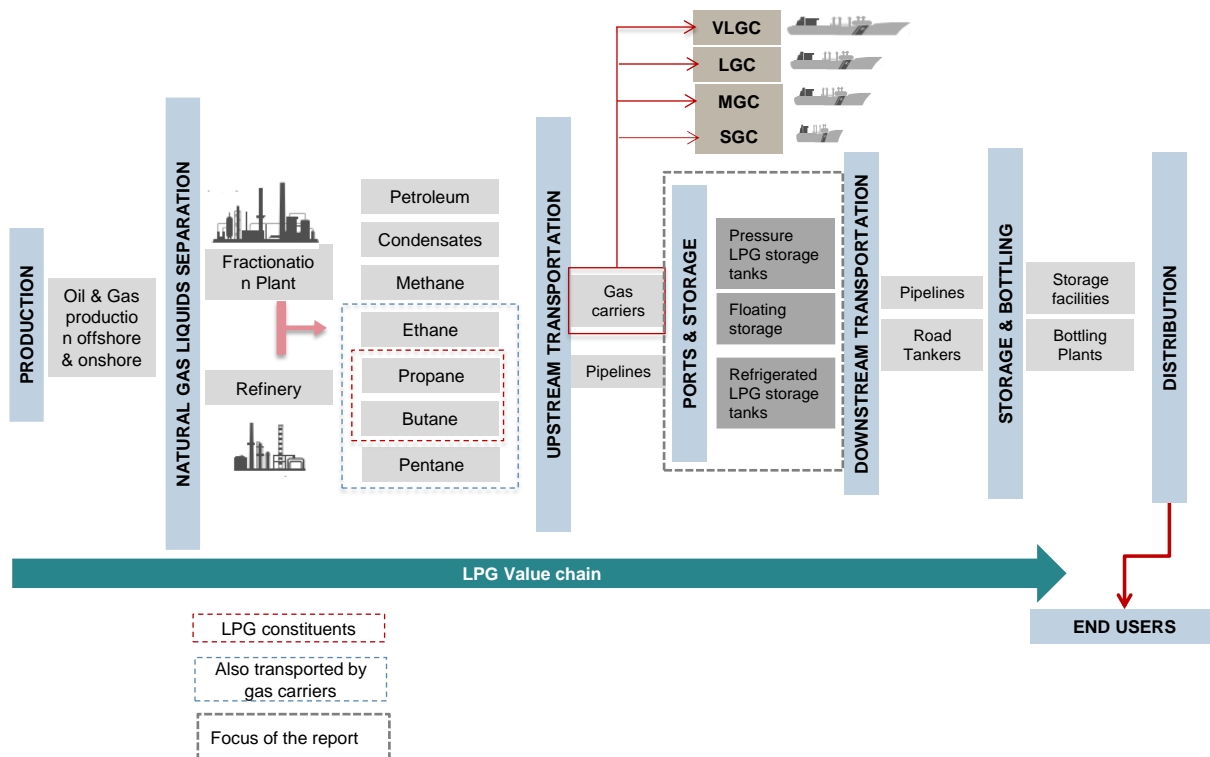 VLGC
LGC
MGC
SGC
PRODUCTION
Oil & Gas
productio
n offshore
& onshore
NATURAL GAS LIQUIDS SEPARATION
Fractionatio
n Plant
Refinery
Petroleum
Condensates
Methane
Ethane
Propane
Butane
Pentane
UPSTREAM TRANSPORTATION
Gas
carriers
Pipelines
PORTS & STORAGE
Pressure
LPG storage
tanks
Floating
storage
Refrigerated
LPG storage
tanks
DOWNSTREAM TRANSPORTATION
Pipelines
Road
Tankers
STORAGE & BOTTLING
Storage
facilities
Bottling
Plants
DISTRIBUTION
LPG Value chain
END USERS
LPG constituents
Also transported by
gas carriers
Focus of the report